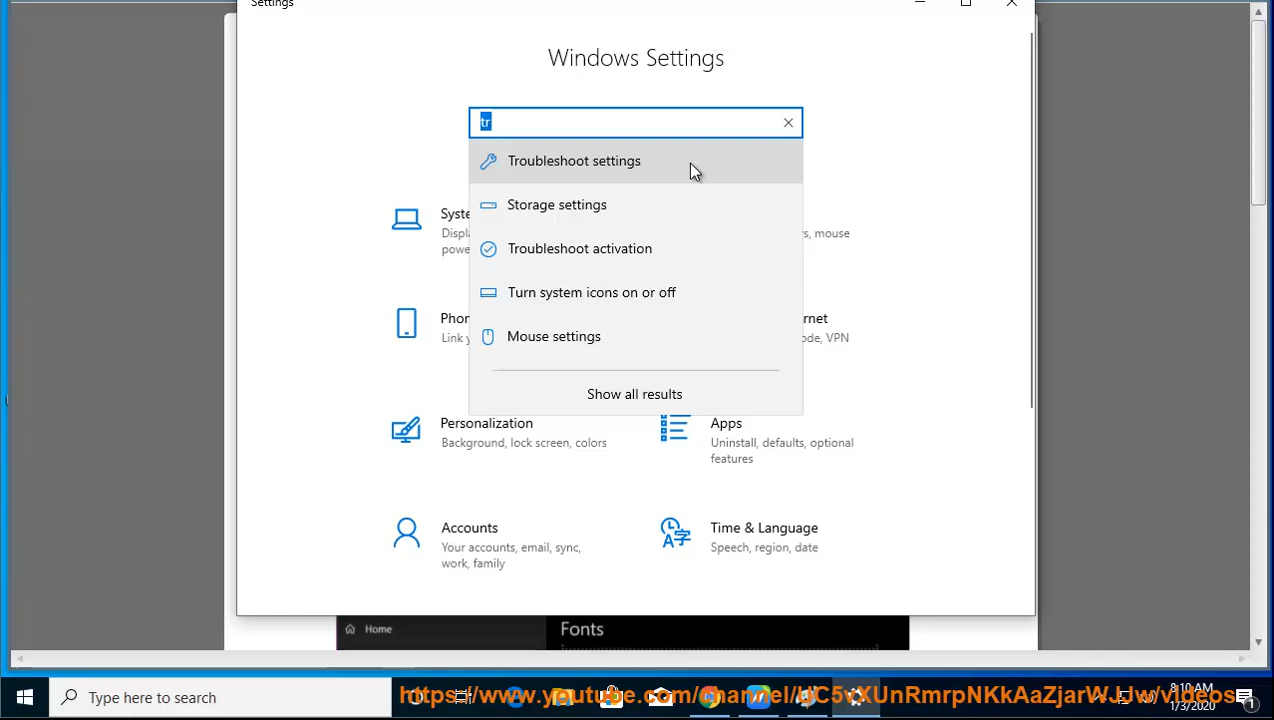 Settings
Windows Settings
tr
Troubleshoot settings
Storage settings
Troubleshoot activation
Turn system icons on or off
Mouse settings
Show all results
Syste
Displ
powe
s, mouse
Phon
Link y
rnet
ode, VPN
Personalization
Background, lock screen, colors
Apps
Uninstall, defaults, optional
features
Accounts
Your accounts, email, sync,
work, family
Time & Language
Speech, region, date
Home
Fonts
Type here to search
8:10 AM
1/3/2020
1